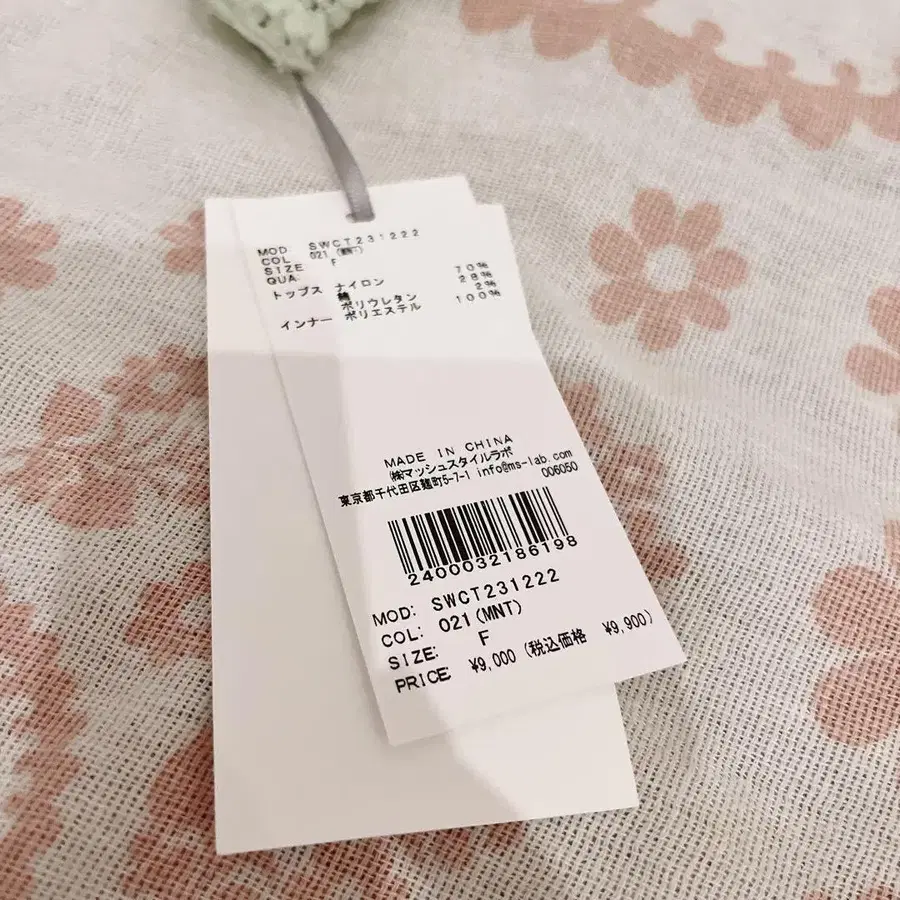 MOD SWCT231222
COL 021 (MNT)
SIZE F
QUA
トップス ナイロン 70%
綿 28%
ポリウレタン 2%
インナー ポリエステル 100%
MADE IN CHINA
㈱マッシュスタイルラボ
東京都千代田区麹町5-7-1 info@ms-lab.com
006050
2400032186198
MOD: SWCT231222
COL: 021(MNT)
SIZE: F
PRICE: ¥9,000 (税込価格 ¥9,900)